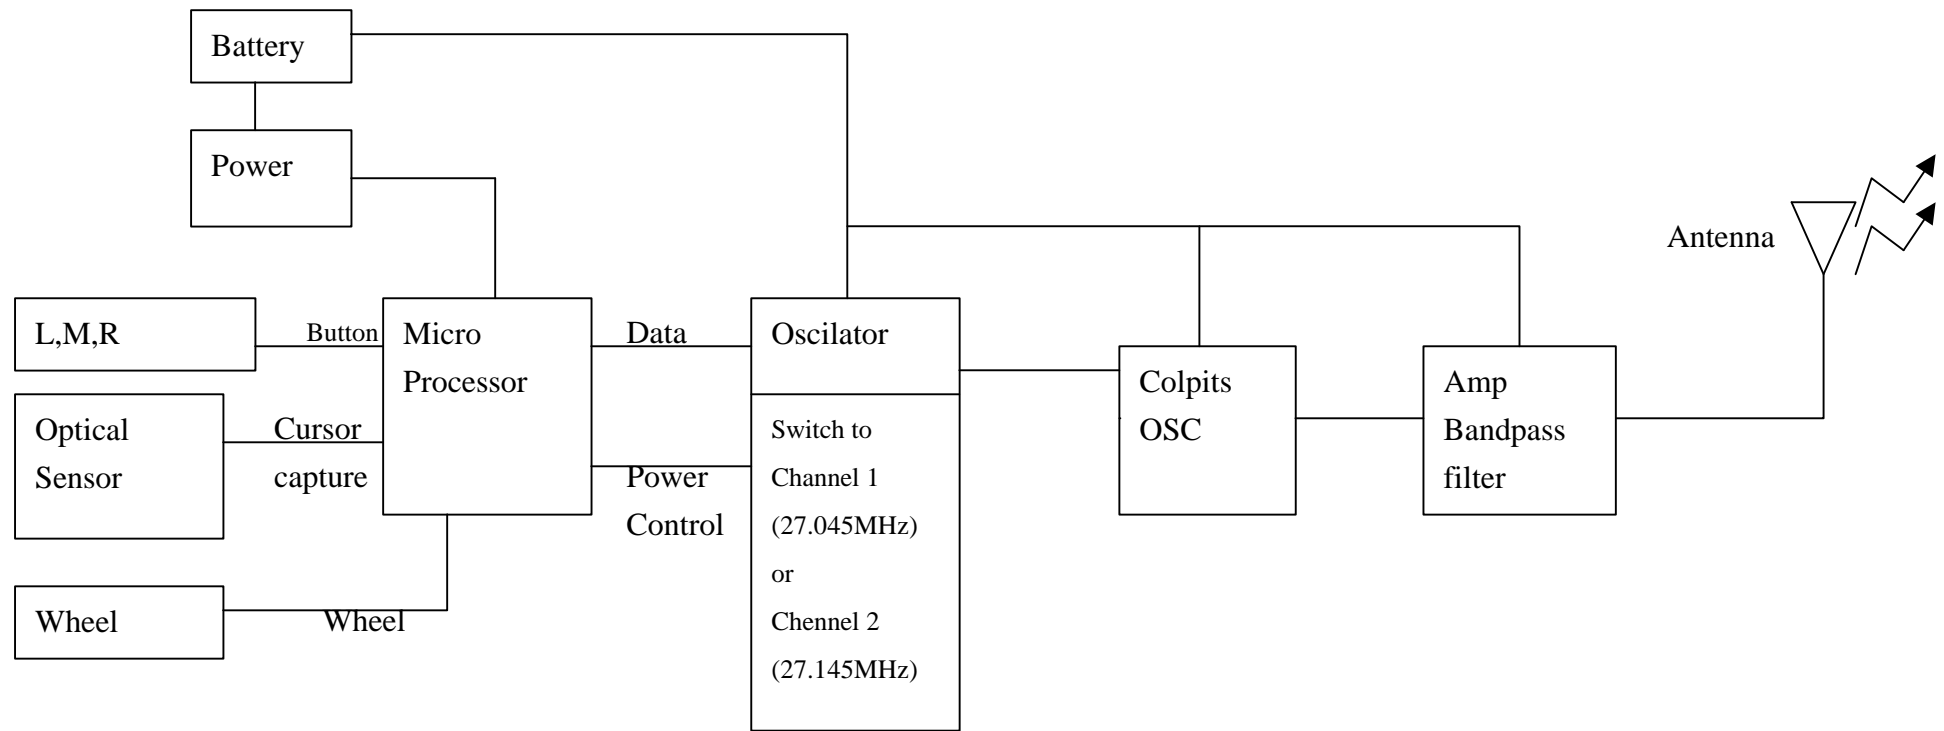 Battery
Power
Antenna
L,M,R
Button
Micro
Processor
Data
Oscilator
Optical
Sensor
Cursor
capture
Power
Control
Switch to
Channel 1
(27.045MHz)
or
Chennel 2
(27.145MHz)
Colpits
OSC
Amp
Bandpass
filter
Wheel
Wheel